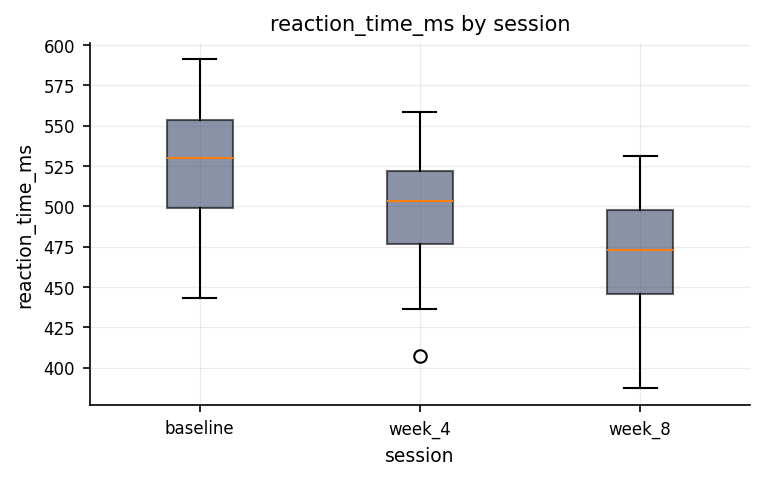 reaction_time_ms by session
reaction_time_ms
600
575
550
525
500
475
450
425
400
baseline
week_4
week_8
session